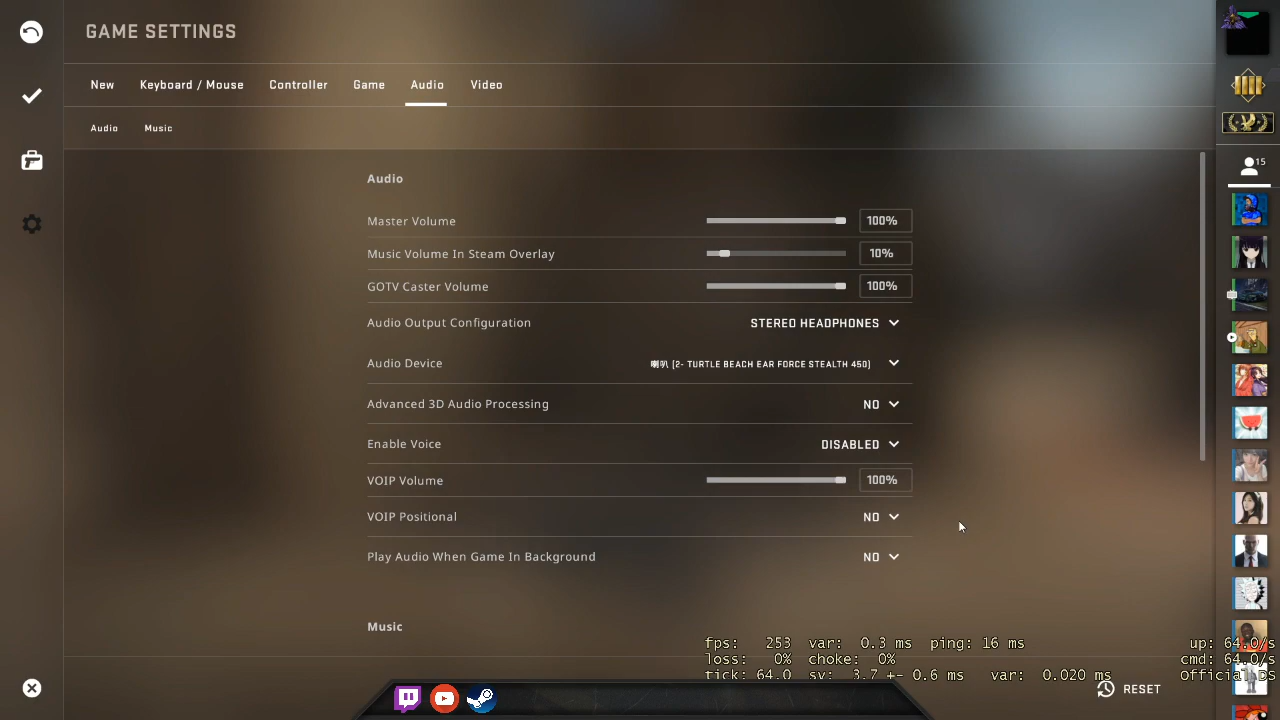 GAME SETTINGS
New Keyboard / Mouse Controller Game Audio Video
Audio Music
15
Audio
Master Volume 100%
Music Volume In Steam Overlay 10%
GOTV Caster Volume 100%
Audio Output Configuration STEREO HEADPHONES
Audio Device 喇叭 (2- TURTLE BEACH EAR FORCE STEALTH 450)
Advanced 3D Audio Processing NO
Enable Voice DISABLED
VOIP Volume 100%
VOIP Positional NO
Play Audio When Game In Background NO
Music
fps: 253 var: 0.3 ms ping: 16 ms up: 64.0/s
loss: 0% choke: 0% cmd: 64.0/s
tick: 64.0 sv: 3.7 +- 0.6 ms var: 0.020 ms Official DS
RESET